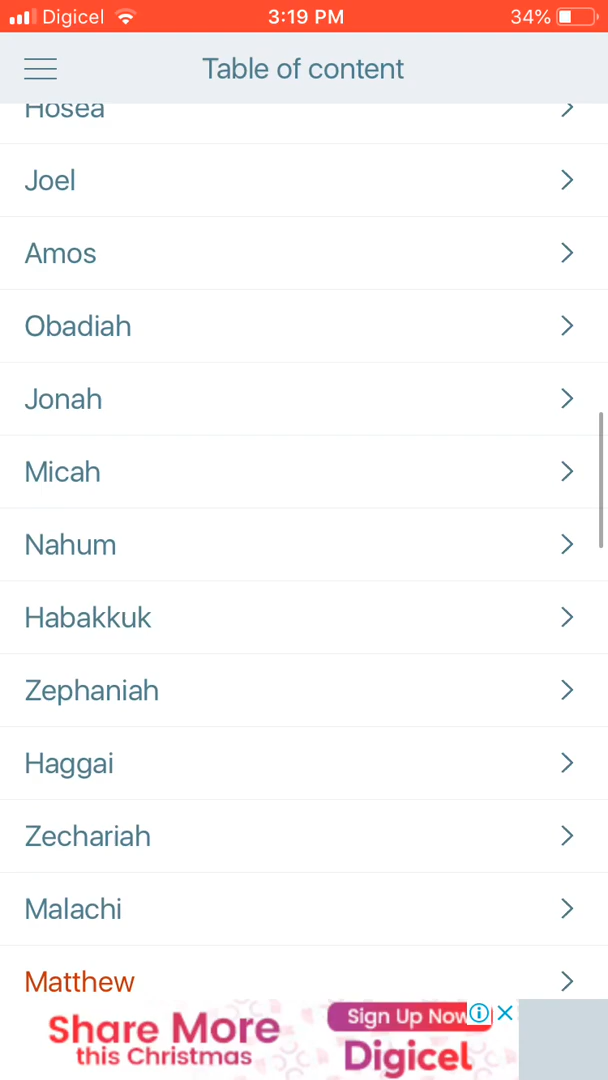 Digicel 3:19 PM 34%
Table of content
Hosea
Joel
Amos
Obadiah
Jonah
Micah
Nahum
Habakkuk
Zephaniah
Haggai
Zechariah
Malachi
Matthew
Share More
this Christmas
Sign Up Now
Digicel